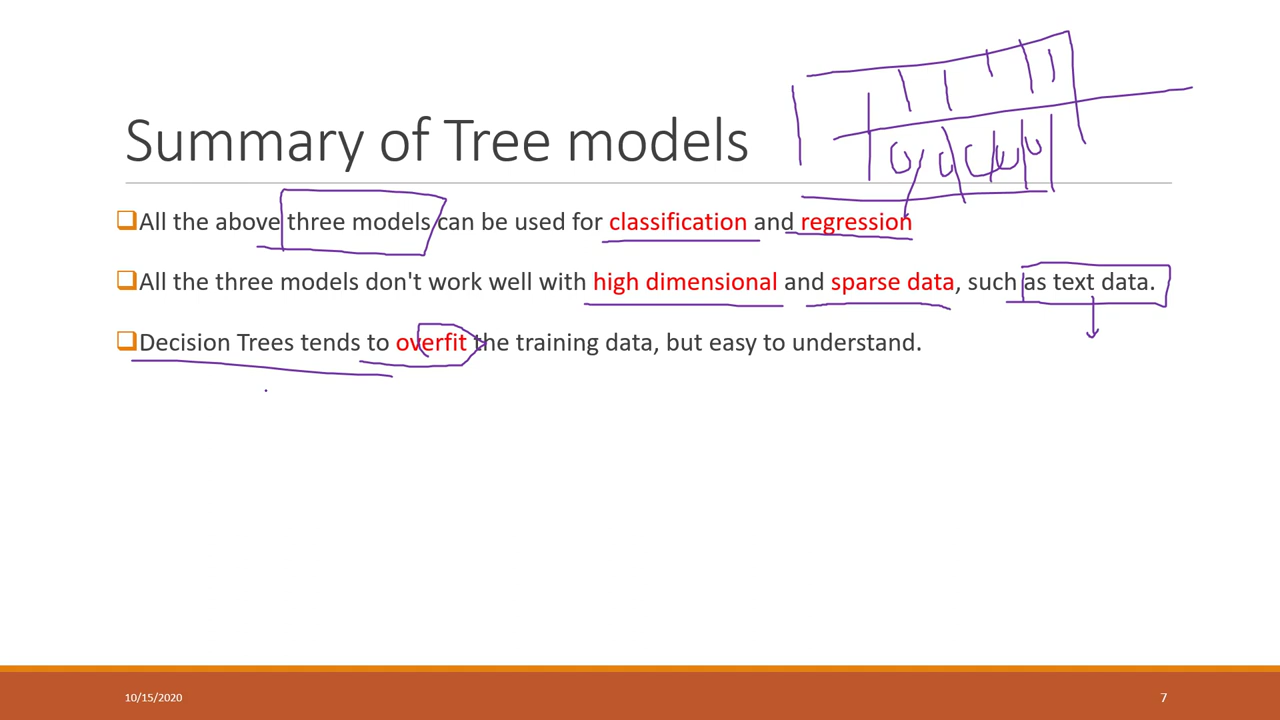 Summary of Tree models
All the above three models can be used for classification and regression
All the three models don't work well with high dimensional and sparse data, such as text data.
Decision Trees tends to overfit the training data, but easy to understand.
10/15/2020
7